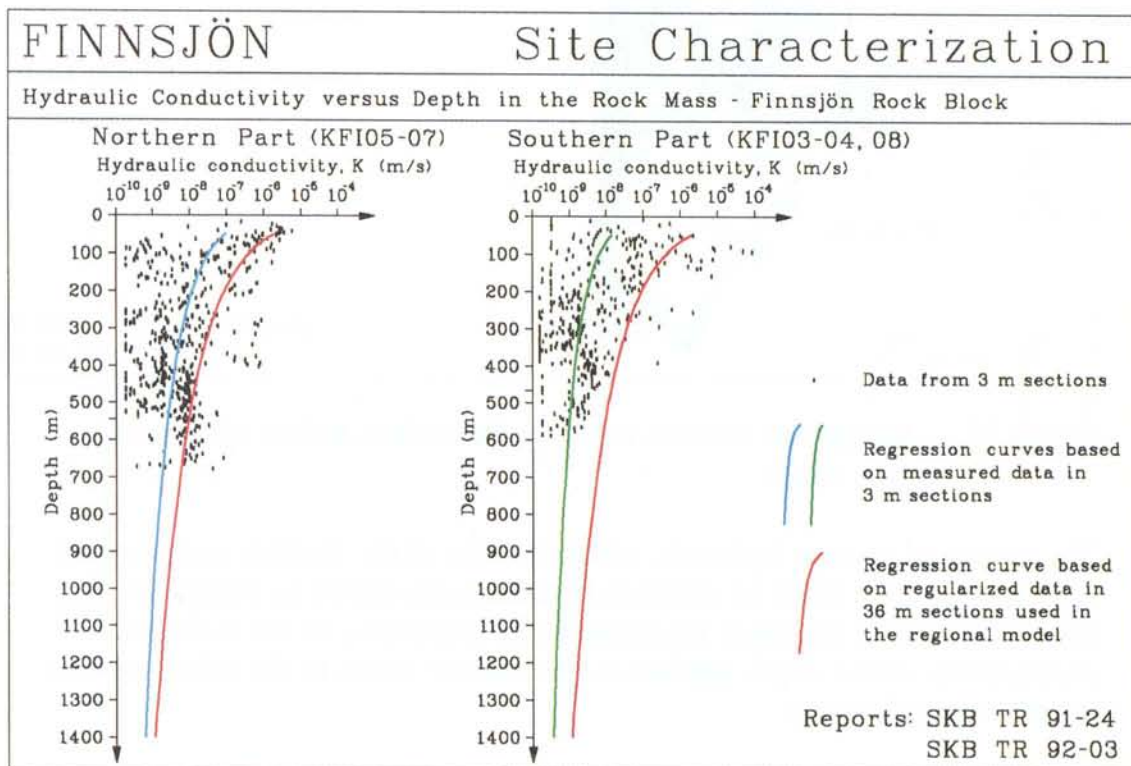 FINNSJÖN Site Characterization
Hydraulic Conductivity versus Depth in the Rock Mass - Finnsjön Rock Block
Northern Part (KFI05-07)
Hydraulic conductivity, K (m/s)
10⁻¹⁰ 10⁻⁹ 10⁻⁸ 10⁻⁷ 10⁻⁶ 10⁻⁵ 10⁻⁴
0
100
200
300
400
500
600
700
800
900
1000
1100
1200
1300
1400
Depth (m)
Southern Part (KFI03-04, 08)
Hydraulic conductivity, K (m/s)
10⁻¹⁰ 10⁻⁹ 10⁻⁸ 10⁻⁷ 10⁻⁶ 10⁻⁵ 10⁻⁴
0
100
200
300
400
500
600
700
800
900
1000
1100
1200
1300
1400
Depth (m)
Data from 3 m sections
Regression curves based
on measured data in
3 m sections
Regression curve based
on regularized data in
36 m sections used in
the regional model
Reports: SKB TR 91-24
SKB TR 92-03